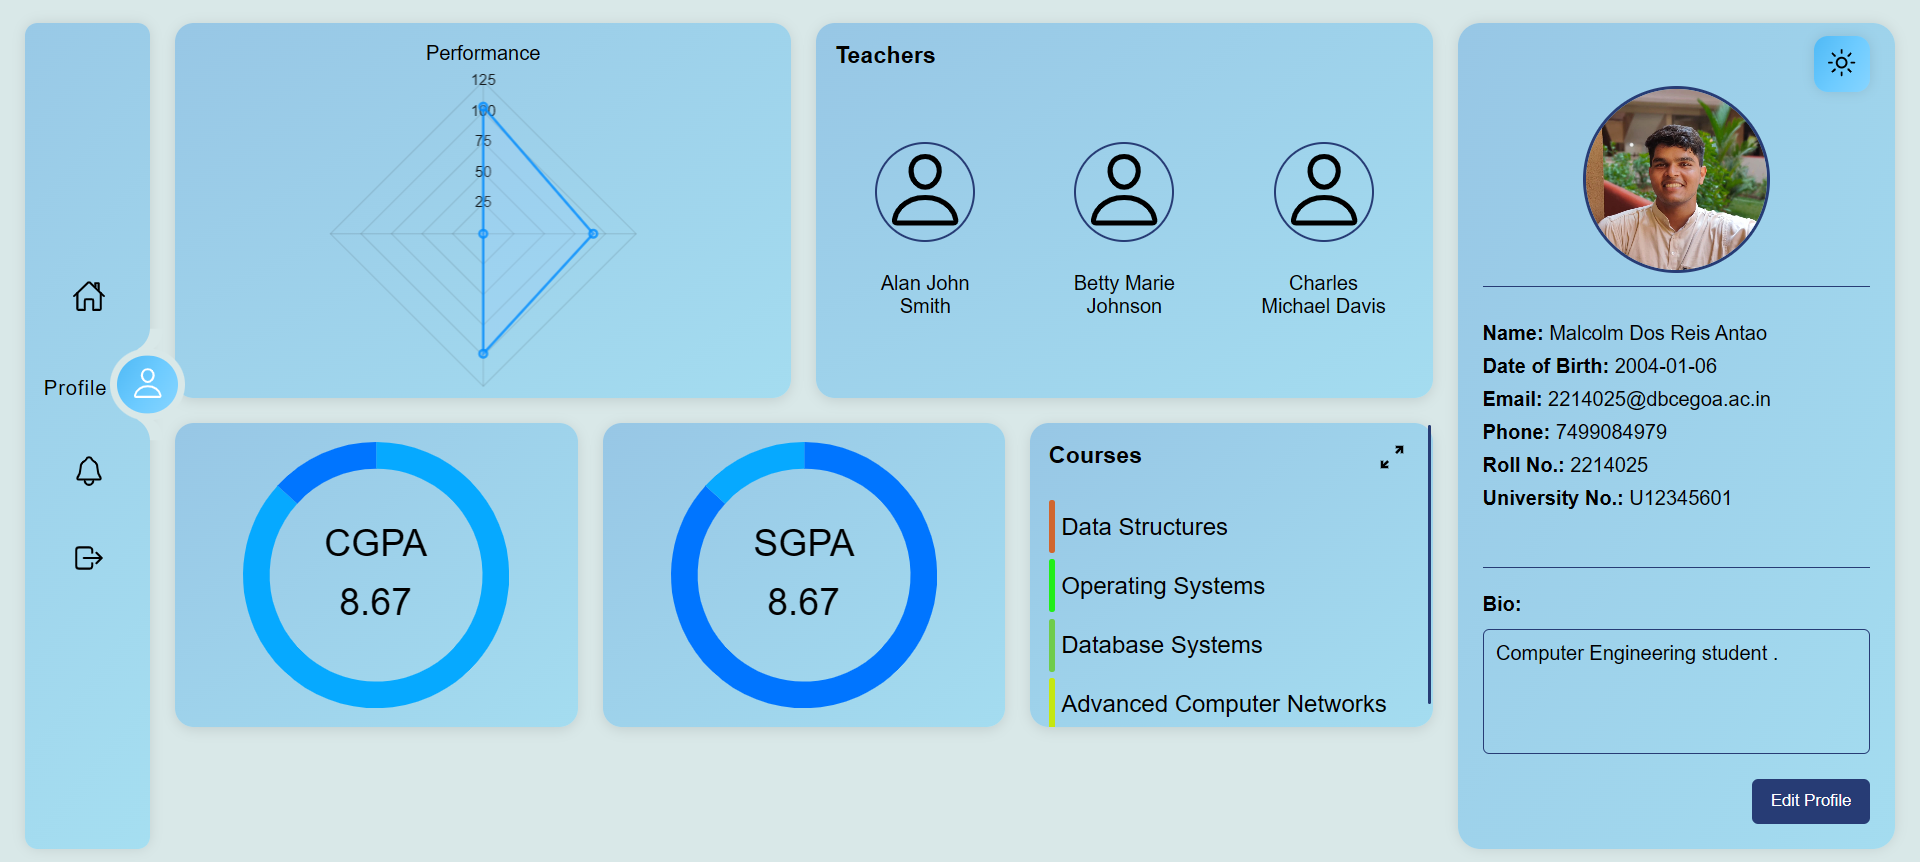 Profile
Performance
125
100
75
50
25
Teachers
Alan John
Smith
Betty Marie
Johnson
Charles
Michael Davis
CGPA
8.67
SGPA
8.67
Courses
Data Structures
Operating Systems
Database Systems
Advanced Computer Networks
Name: Malcolm Dos Reis Antao
Date of Birth: 2004-01-06
Email: 2214025@dbcegoa.ac.in
Phone: 7499084979
Roll No.: 2214025
University No.: U12345601
Bio:
Computer Engineering student .
Edit Profile